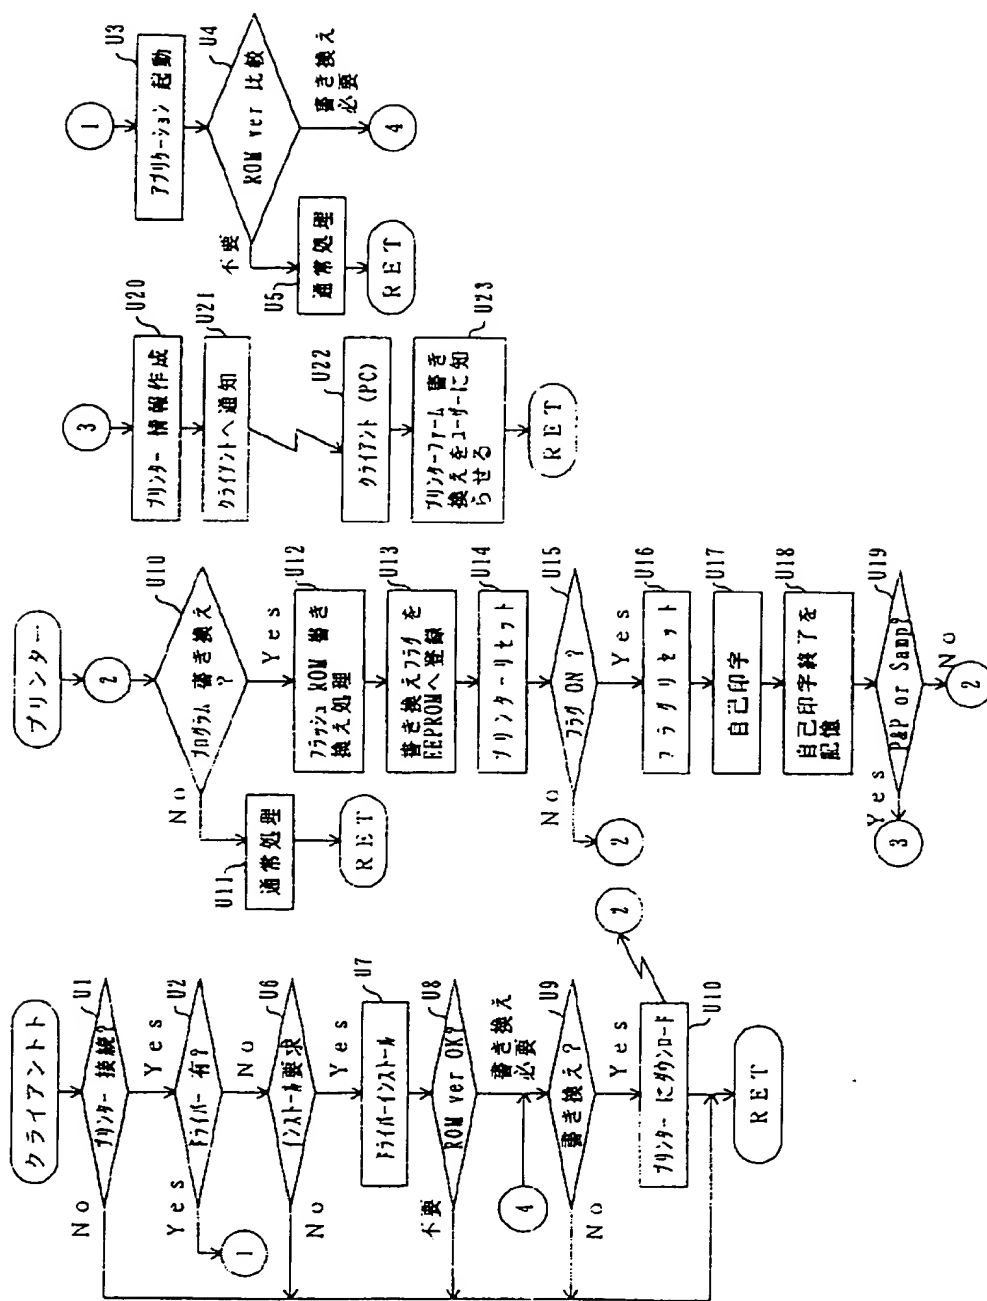 クライアントト
プリンター 接続?
U1
No
Yes
ドライバー 有?
U2
Yes
No
1
インストール要求
U6
No
Yes
ドライバーインストール
U7
ROM ver OK?
U8
不要
書き換え
必要
4
書き換え?
U9
No
Yes
プリンター にダウンロード
U10
2
RET
プリンター
2
プログラム 書き換え
?
U10
No
Yes
通常処理
U11
RET
フラッシュ ROM 書き
換え処理
U12
書き換えフラグ を
EEPROMへ登録
U13
プリンターリセット
U14
フラグ ON ?
U15
No
Yes
2
フラグリセット
U16
自己印字
U17
自己印字終了を
記憶
U18
P&P or Samp?
U19
Yes
No
3
2
3
プリンター 情報作成
U20
クライアントへ通知
U21
クライアント (PC)
U22
プリンターファーム 書き
換えをユーザーに知
らせる
U23
RET
1
アプリケーション 起動
U3
ROM ver 比較
U4
不要
書き換え
必要
通常処理
U5
RET
4